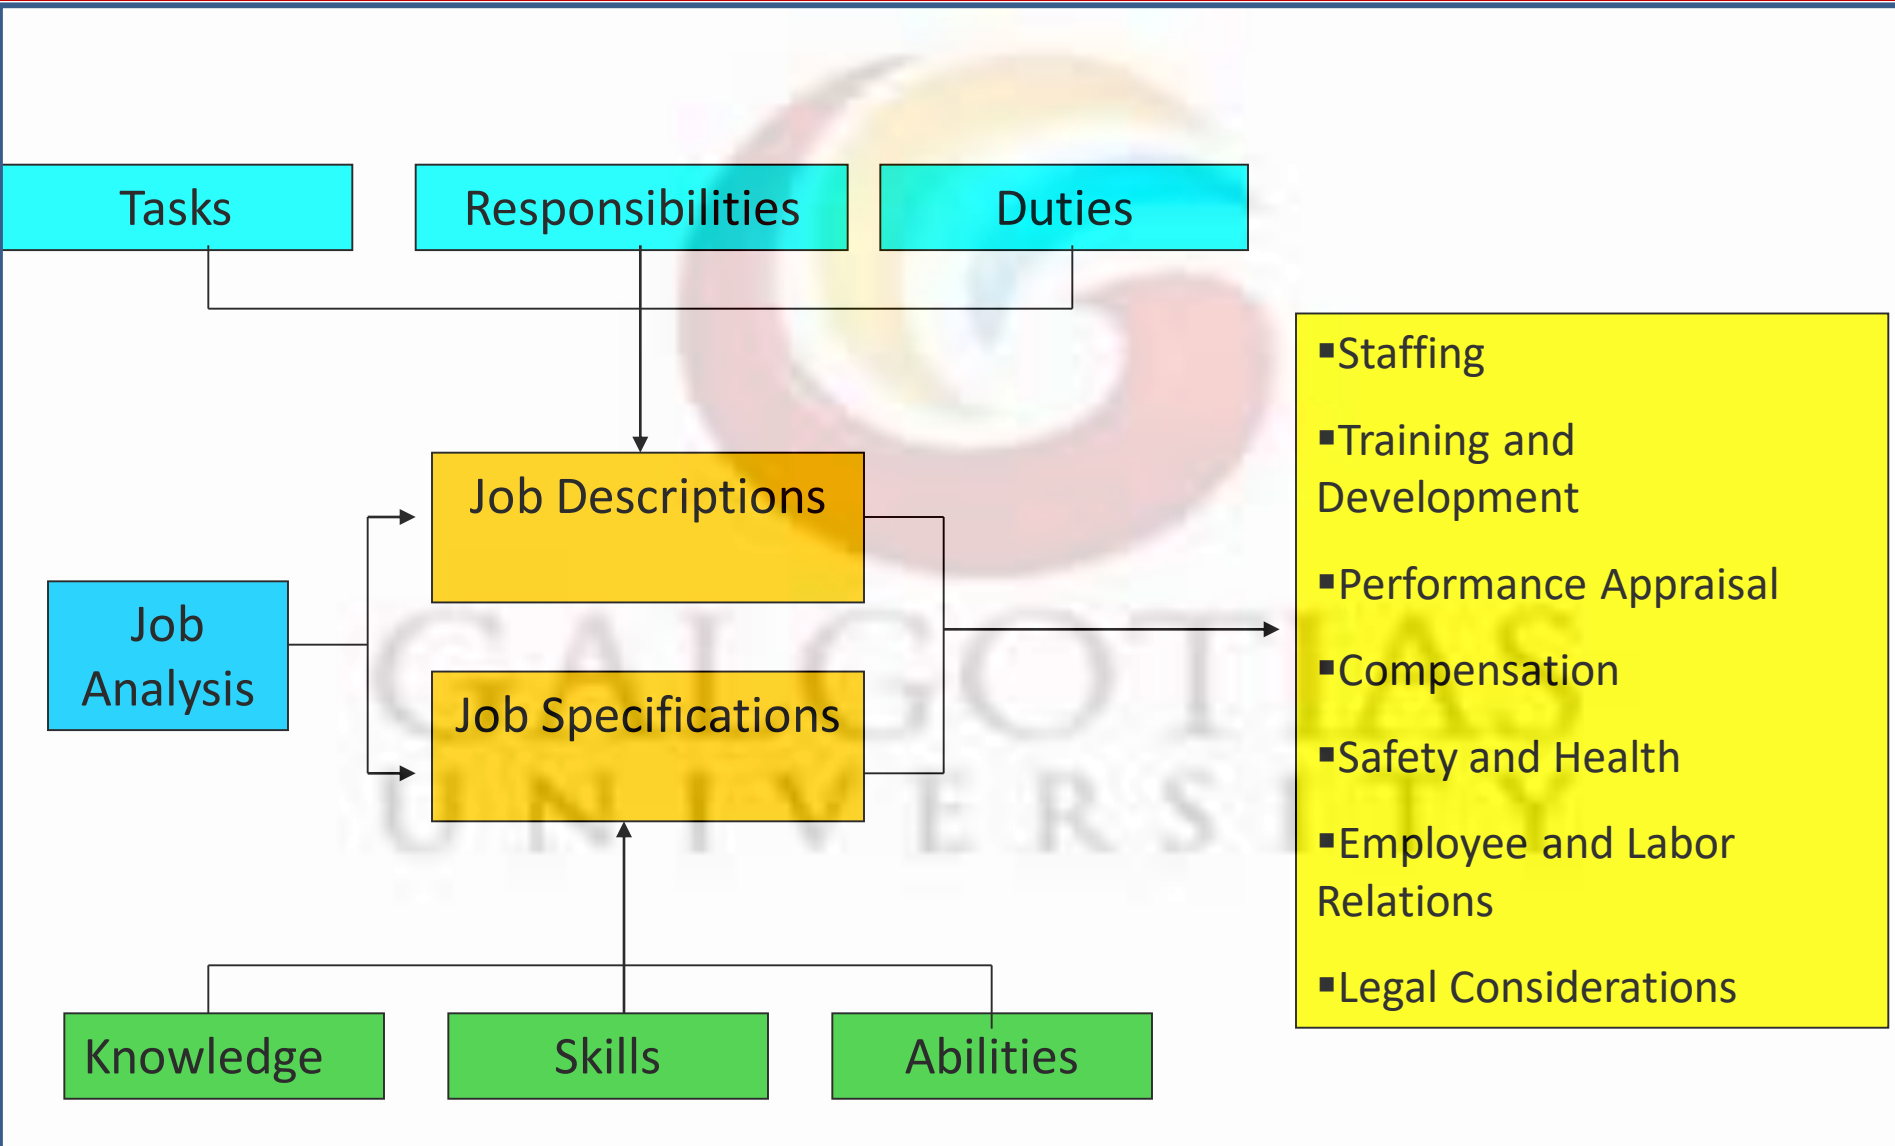 Tasks
Responsibilities
Duties
▪Staffing
▪Training and
Development
▪Performance Appraisal
▪Compensation
▪Safety and Health
▪Employee and Labor
Relations
▪Legal Considerations
Job Descriptions
Job
Analysis
Job Specifications
Knowledge
Skills
Abilities
GALGOTIAS
UNIVERSITY